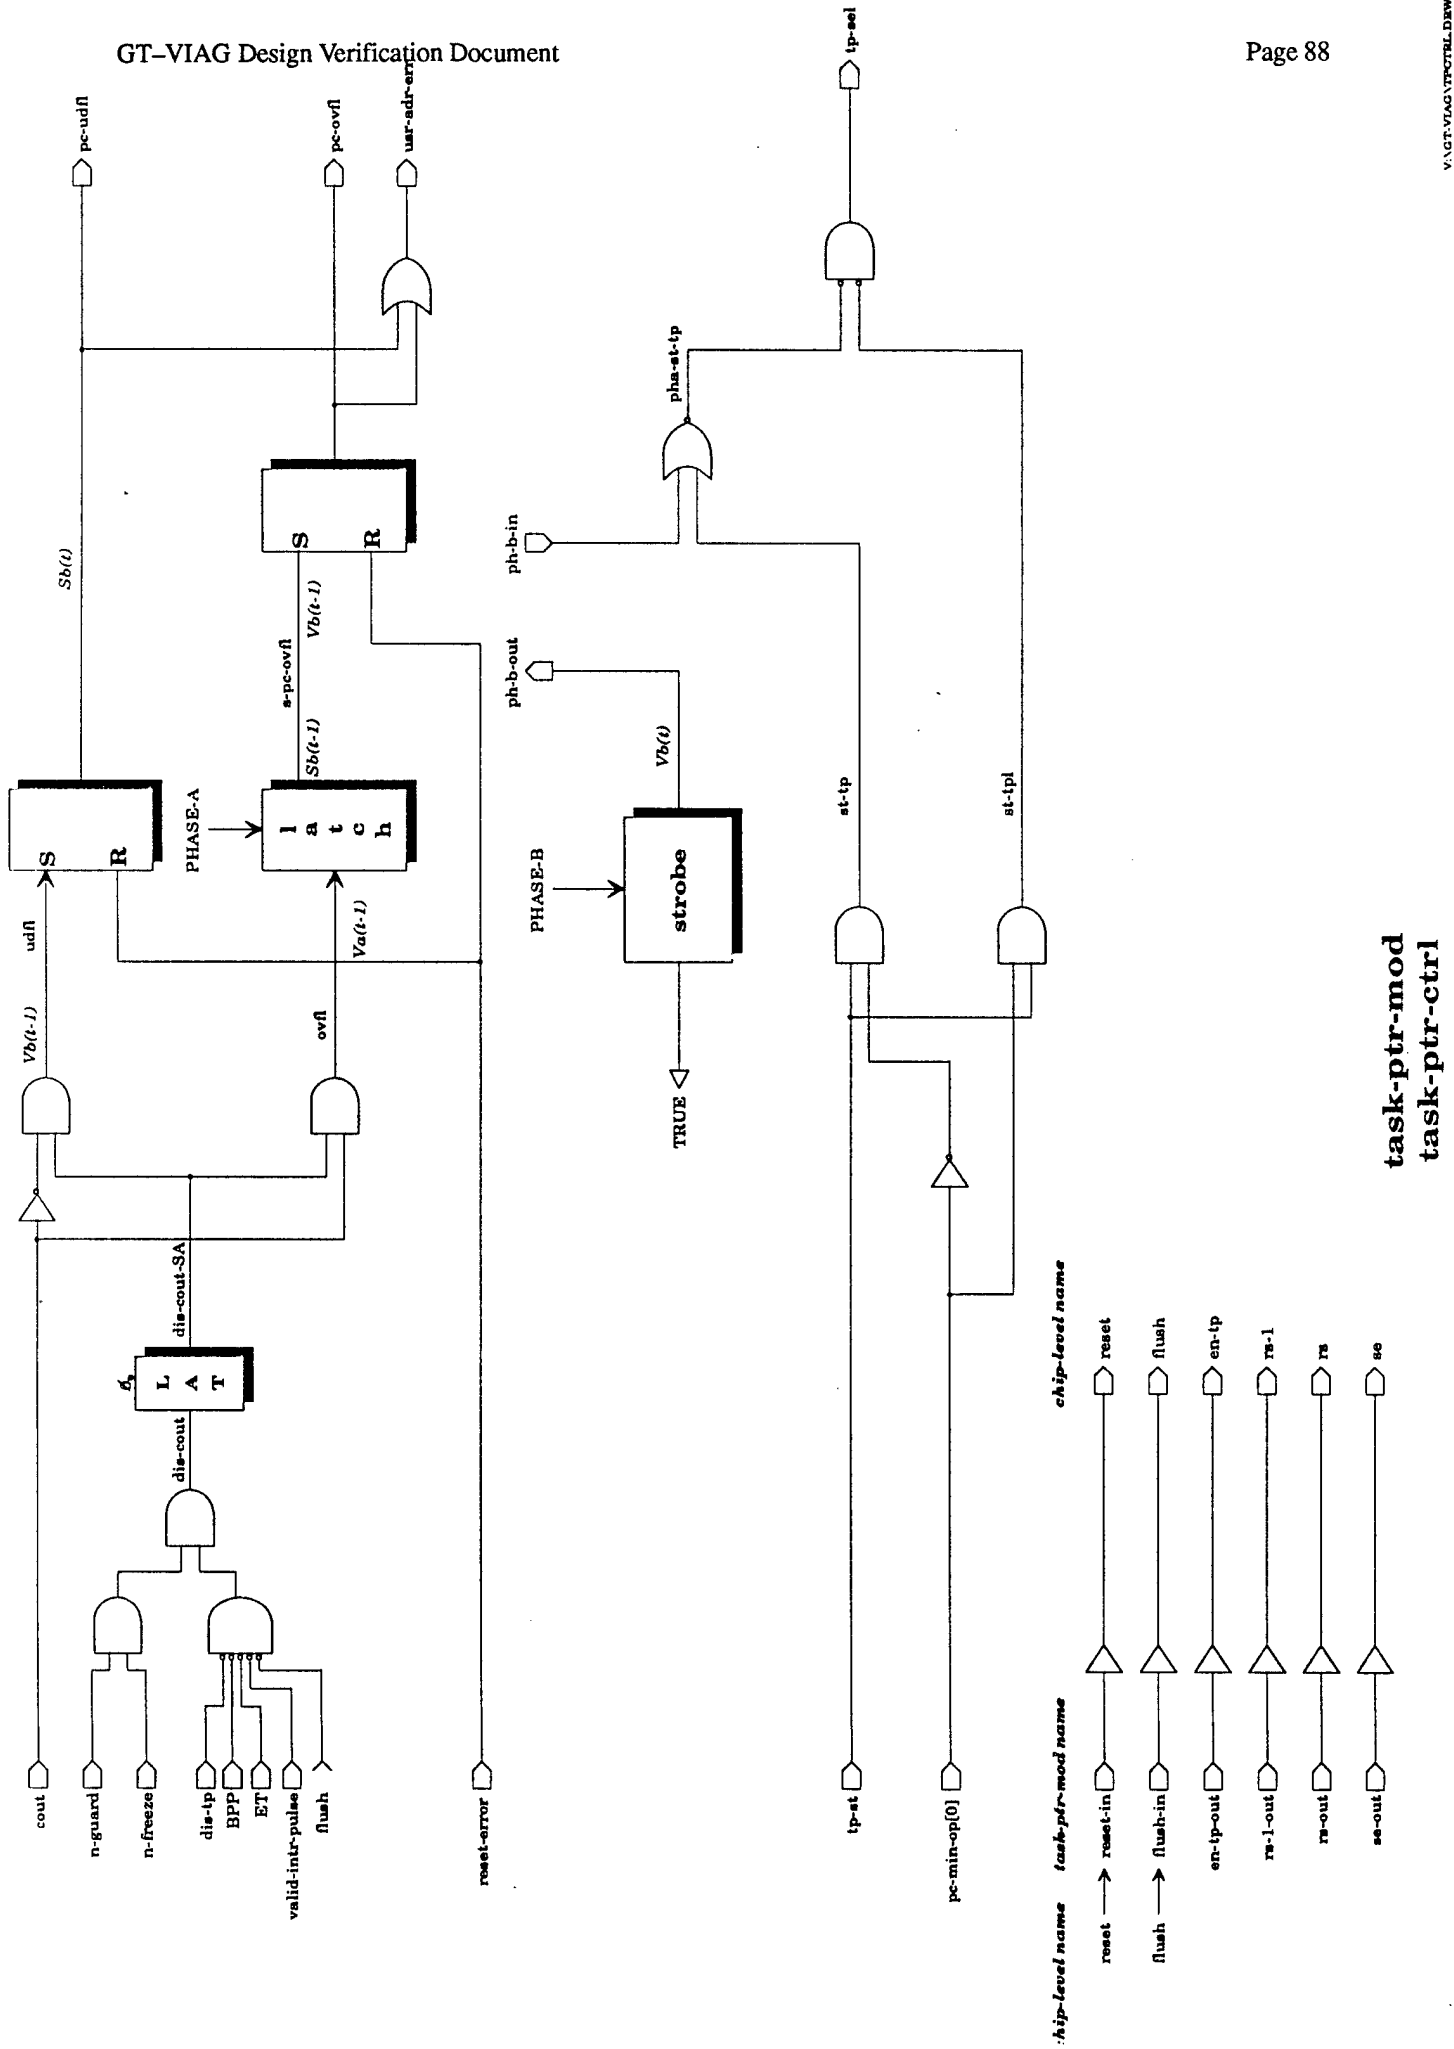 GT–VIAG Design Verification Document
Page 88
V:\GT-VIAG\TPCTRL.DRW
pc-udfl
pc-ovfl
usr-adr-err
tp-sel
Sb(t)
S
R
S
R
s-pc-ovfl
Vb(t-1)
Sb(t-1)
PHASE-A
latch
udfl
Vb(t-1)
ovfl
Va(t-1)
dis-cout-SA
LAT
dis-cout
cout
n-guard
n-freeze
dis-tp
BPP
ET
valid-intr-pulse
flush
reset-error
ph-b-in
ph-b-out
pha-st-tp
Vb(t)
PHASE-B
strobe
TRUE
st-tp
st-tpl
tp-st
pc-min-op[0]
hip-level name
task-ptr-mod name
chip-level name
reset
reset-in
reset
flush
flush-in
flush
en-tp-out
en-tp
rs-1-out
rs-1
rs-out
rs
se-out
se
task-ptr-mod
task-ptr-ctrl